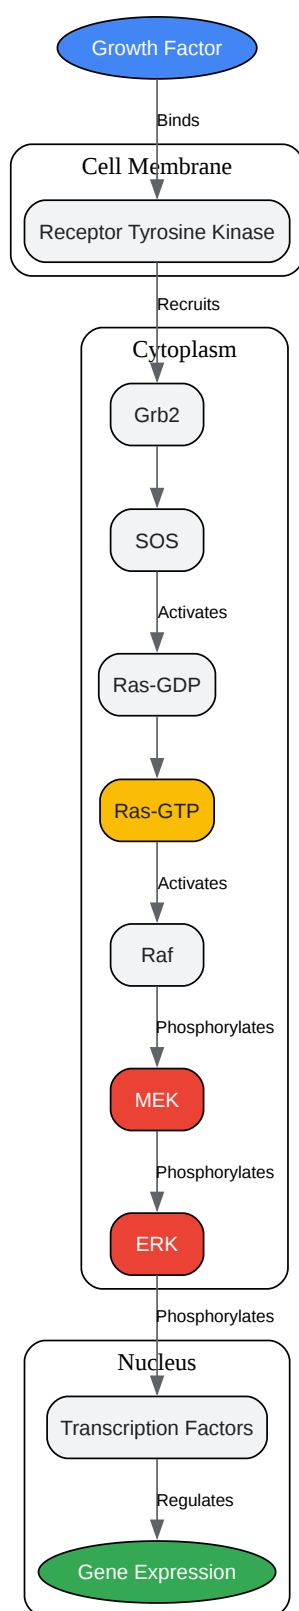 Growth Factor
Binds
Cell Membrane
Receptor Tyrosine Kinase
Recruits
Cytoplasm
Grb2
SOS
Activates
Ras-GDP
Ras-GTP
Activates
Raf
Phosphorylates
MEK
Phosphorylates
ERK
Phosphorylates
Nucleus
Transcription Factors
Regulates
Gene Expression